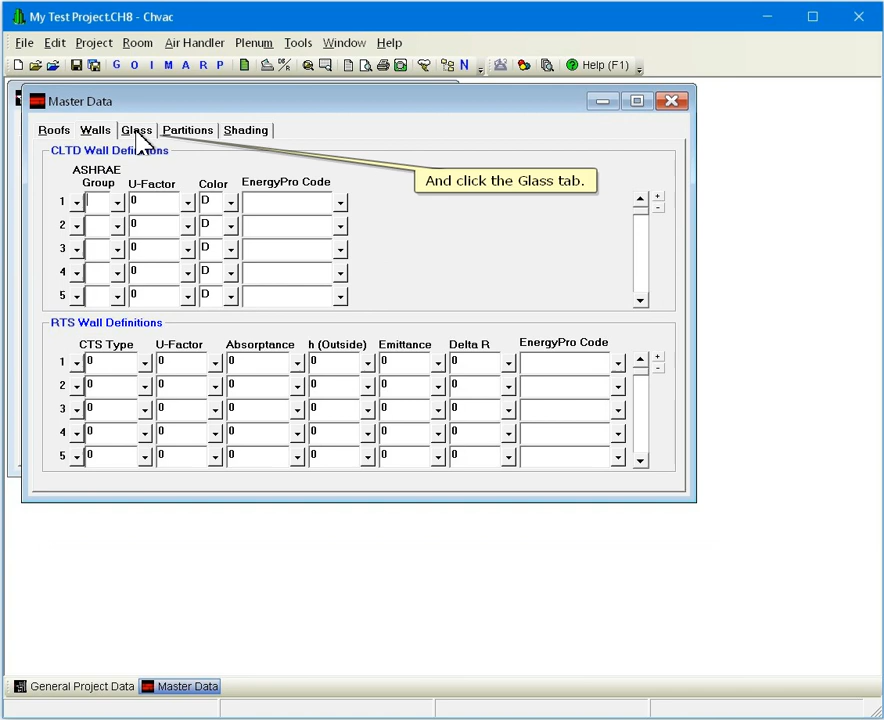 My Test Project.CH8 - Chvac
File Edit Project Room Air Handler Plenum Tools Window Help
G O I M A R P N Help (F1)
Master Data
Roofs Walls Glass Partitions Shading
CLTD Wall Definitions
And click the Glass tab.
ASHRAE
Group U-Factor Color EnergyPro Code
1 0 D
2 0 D
3 0 D
4 0 D
5 0 D
+
-
RTS Wall Definitions
CTS Type U-Factor Absorptance h (Outside) Emittance Delta R EnergyPro Code
1 0 0 0 0 0 0
2 0 0 0 0 0 0
3 0 0 0 0 0 0
4 0 0 0 0 0 0
5 0 0 0 0 0 0
+
-
General Project Data Master Data